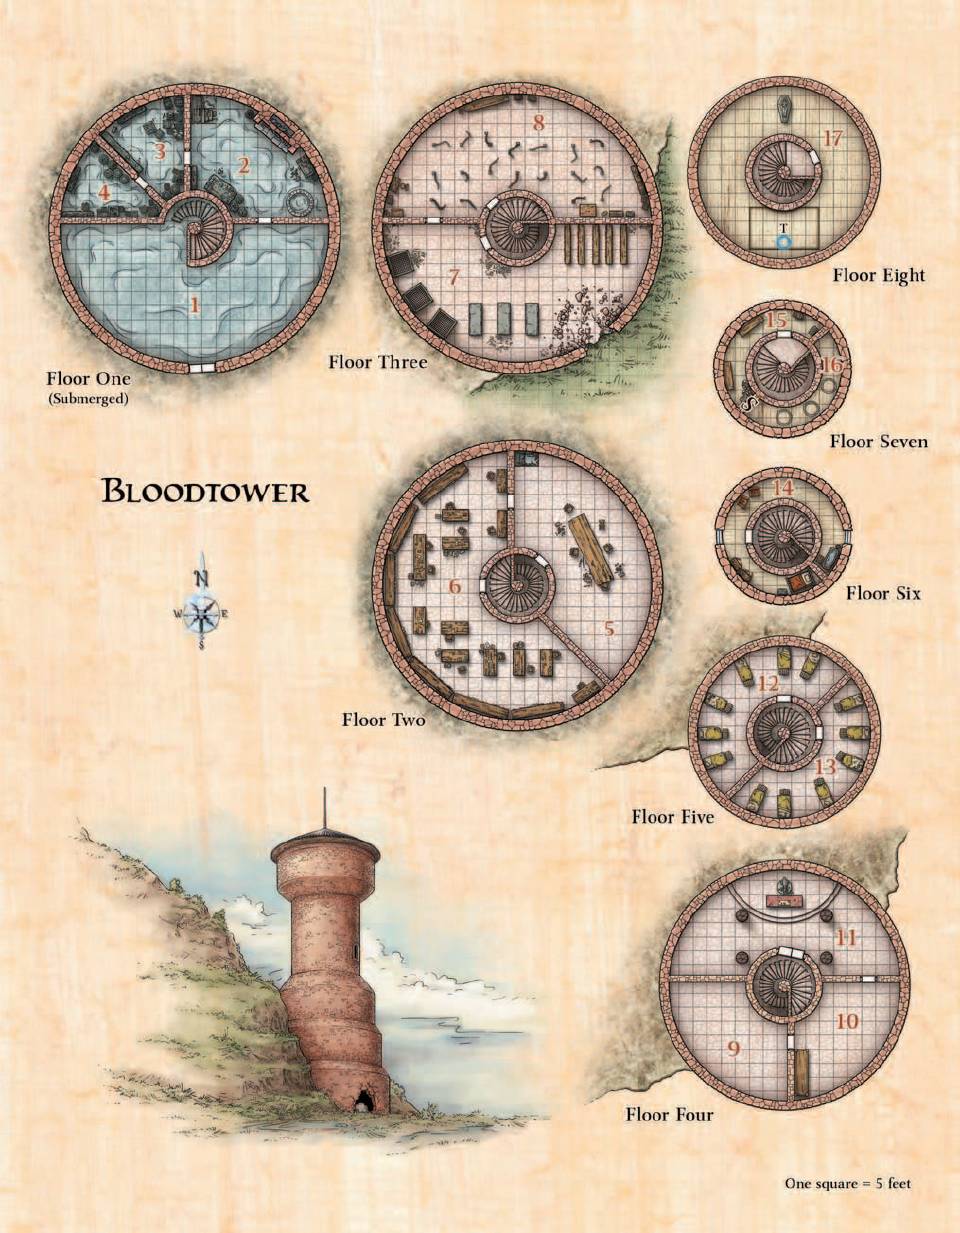 8
3
2
17
4
T
Floor Eight
7
1
15
16
Floor Three
Floor One
(Submerged)
S
Floor Seven
BLOODTOWER
14
N
W E
S
6
5
Floor Six
12
Floor Two
13
Floor Five
11
10
9
Floor Four
One square = 5 feet